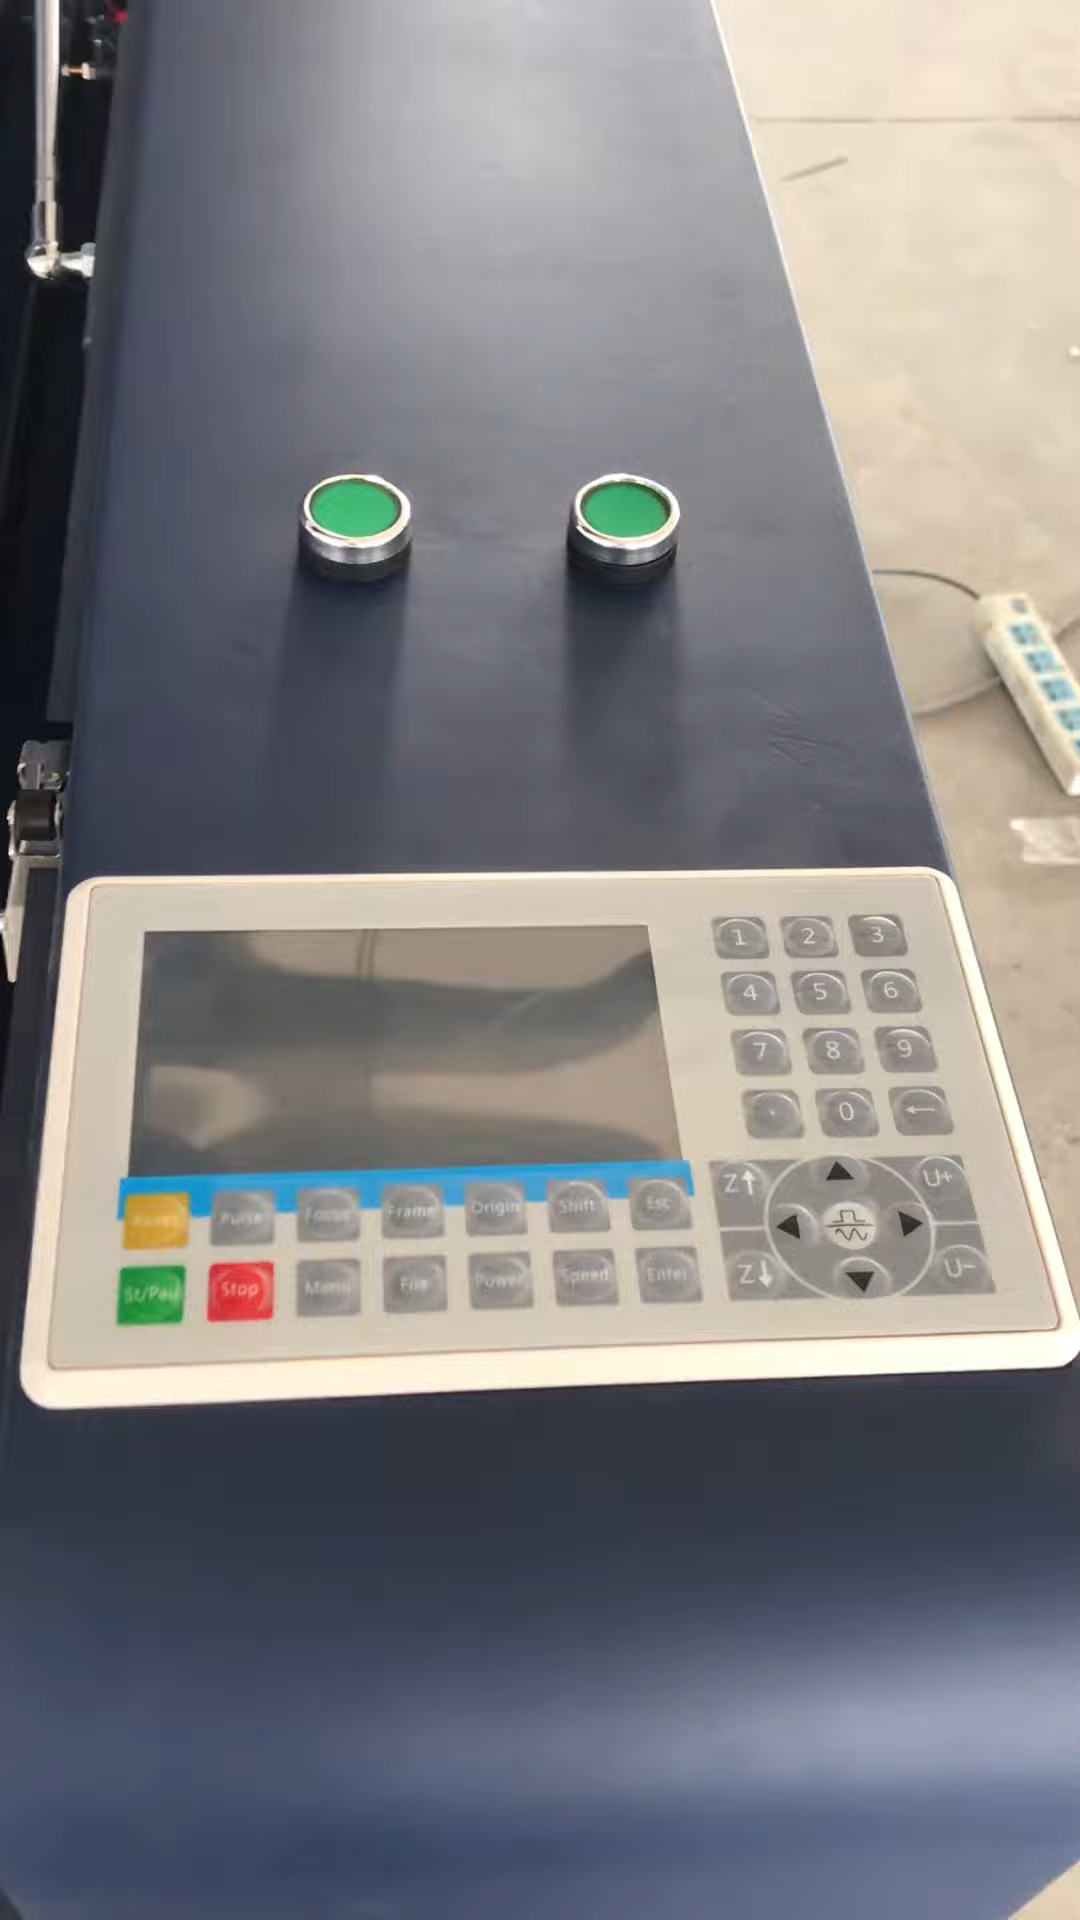 1 2 3
4 5 6
7 8 9
. 0 ←
Reset Pulse Focus Frame Origin Shift Esc
St/Pau Stop Menu File Power Speed Enter
Z↑ U+
Z↓ U-